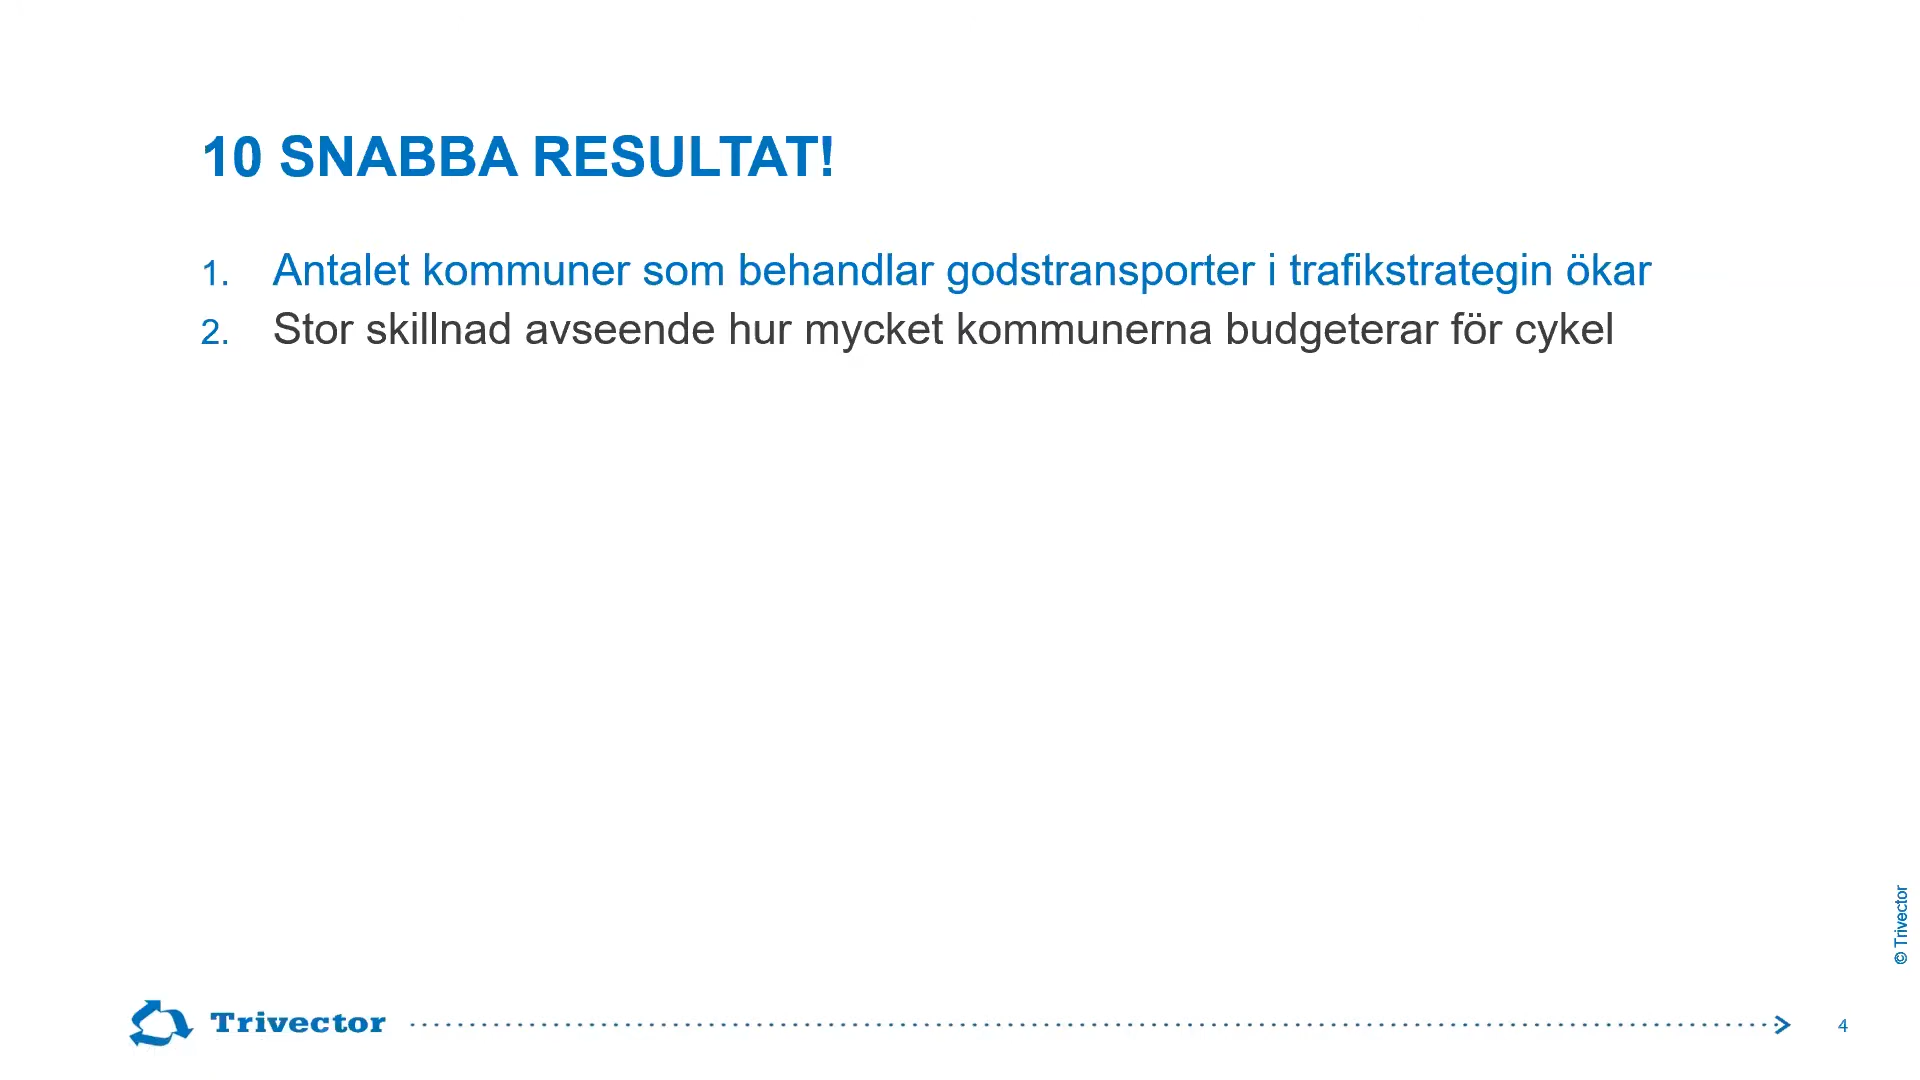 10 SNABBA RESULTAT!
1. Antalet kommuner som behandlar godstransporter i trafikstrategin ökar
2. Stor skillnad avseende hur mycket kommunerna budgeterar för cykel
© Trivector
Trivector
4